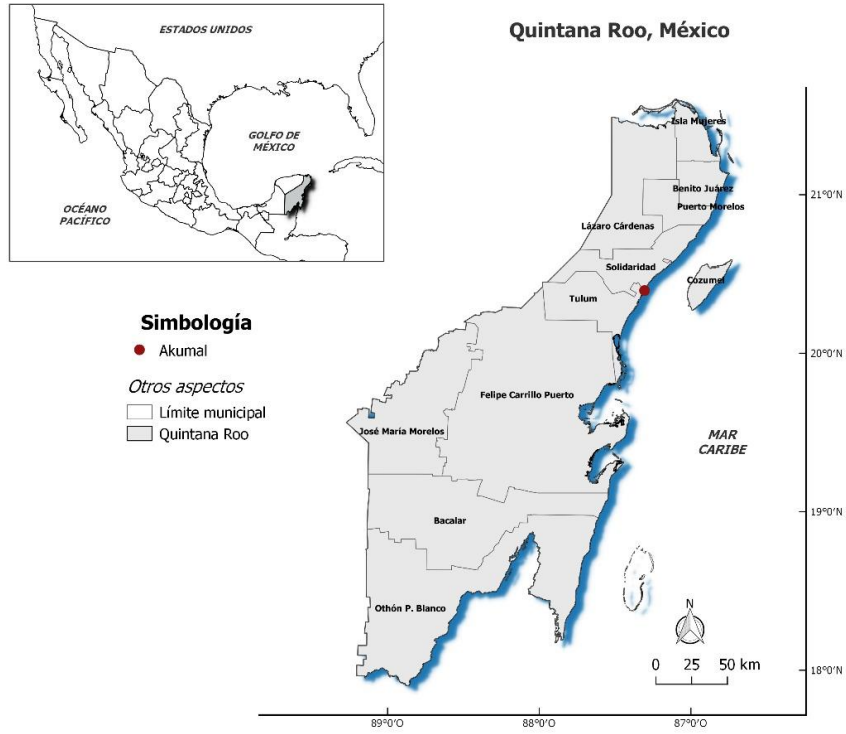 ESTADOS UNIDOS
GOLFO DE
MÉXICO
OCÉANO
PACÍFICO
Quintana Roo, México
Isla Mujeres
Benito Juárez
Puerto Morelos
Lázaro Cárdenas
Solidaridad
Cozumel
Tulum
Felipe Carrillo Puerto
José María Morelos
Bacalar
Othón P. Blanco
MAR
CARIBE
Simbología
Akumal
Otros aspectos
Límite municipal
Quintana Roo
21°0'N
20°0'N
19°0'N
18°0'N
N
0 25 50 km
89°0'O 88°0'O 87°0'O